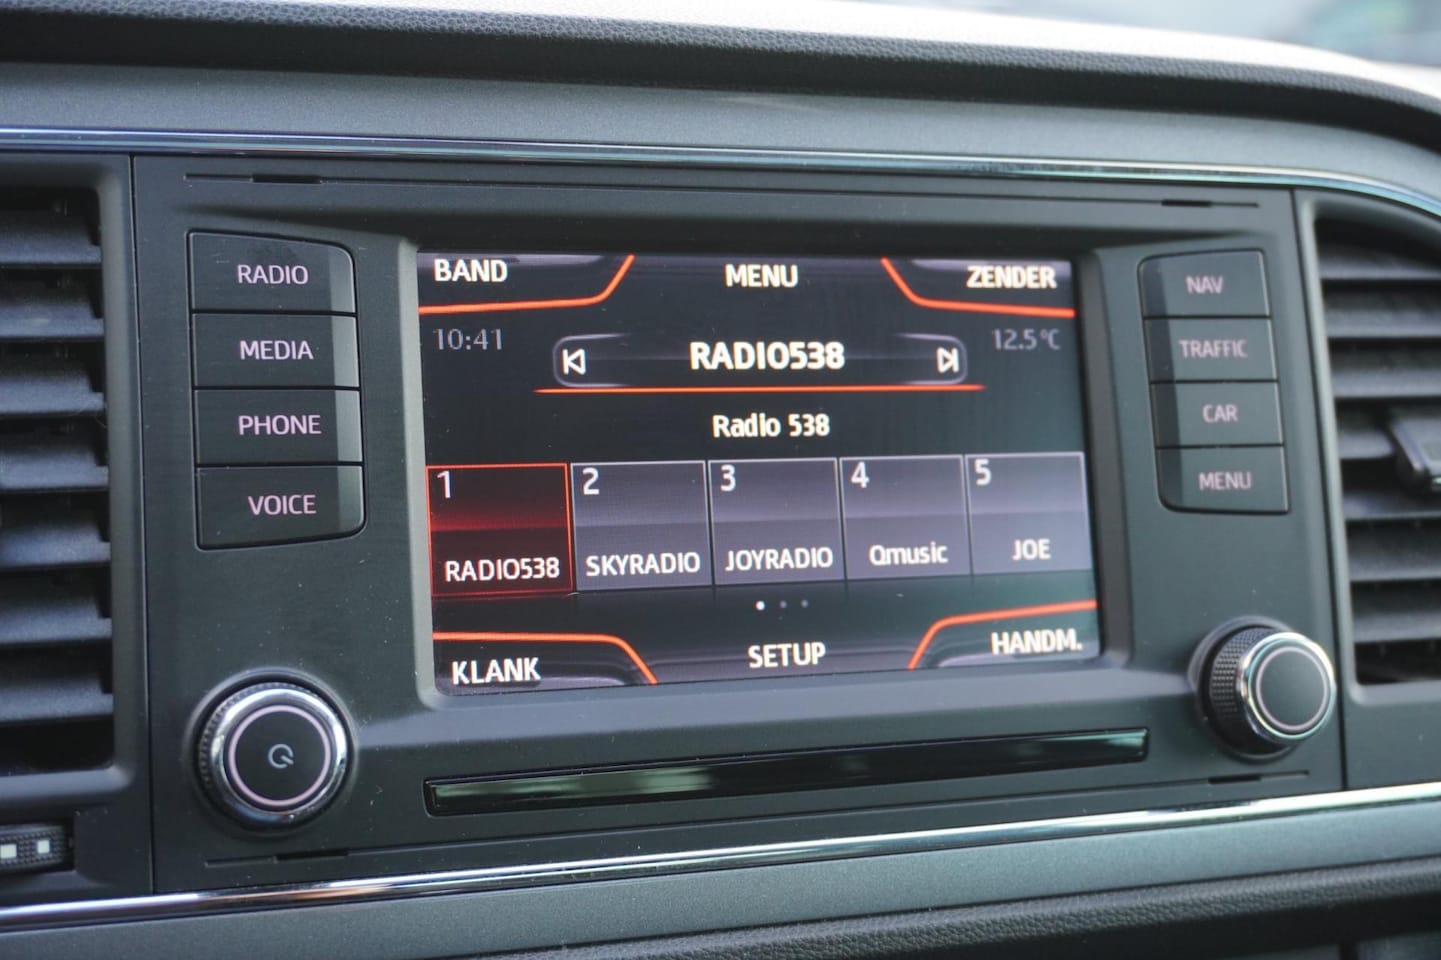 RADIO
MEDIA
PHONE
VOICE
BAND
MENU
ZENDER
10:41
RADIO538
12.5°C
Radio 538
1
2
3
4
5
RADIO538
SKYRADIO
JOYRADIO
Qmusic
JOE
KLANK
SETUP
HANDM.
NAV
TRAFFIC
CAR
MENU